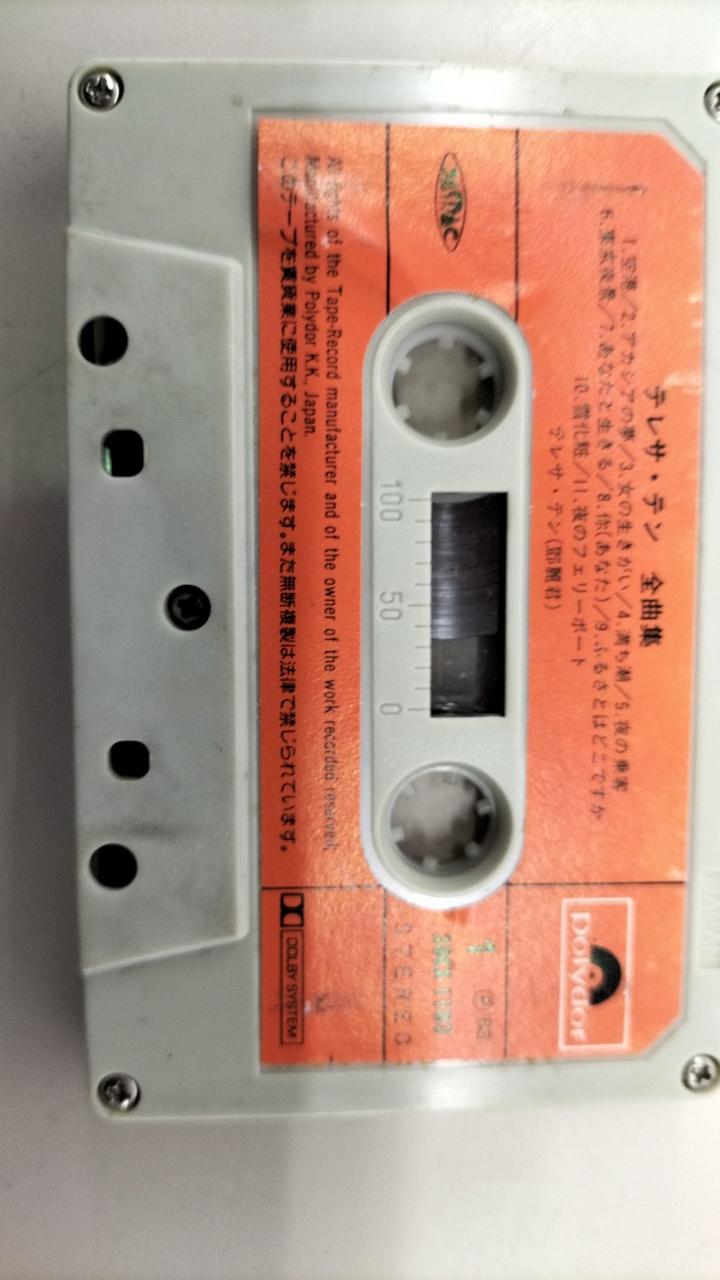 テレサ・テン 全曲集
1.空港/2.アカシアの夢/3.女の生きがい/4.満ち潮/5.夜の乗客
6.東京夜景/7.あなたと生きる/8.你(あなた)/9.ふるさとはどこですか
10.雪化粧/11.夜のフェリーボート
テレサ・テン(鄧麗君)
polydor
JASRAC
1
STEREO
100 50 0
All rights of the Tape-Record manufacturer and of the owner of the work recorded reserved.
Manufactured by Polydor K.K., Japan.
このテープを賃貸業に使用することを禁じます。また無断複製は法律で禁じられています。
DOLBY SYSTEM